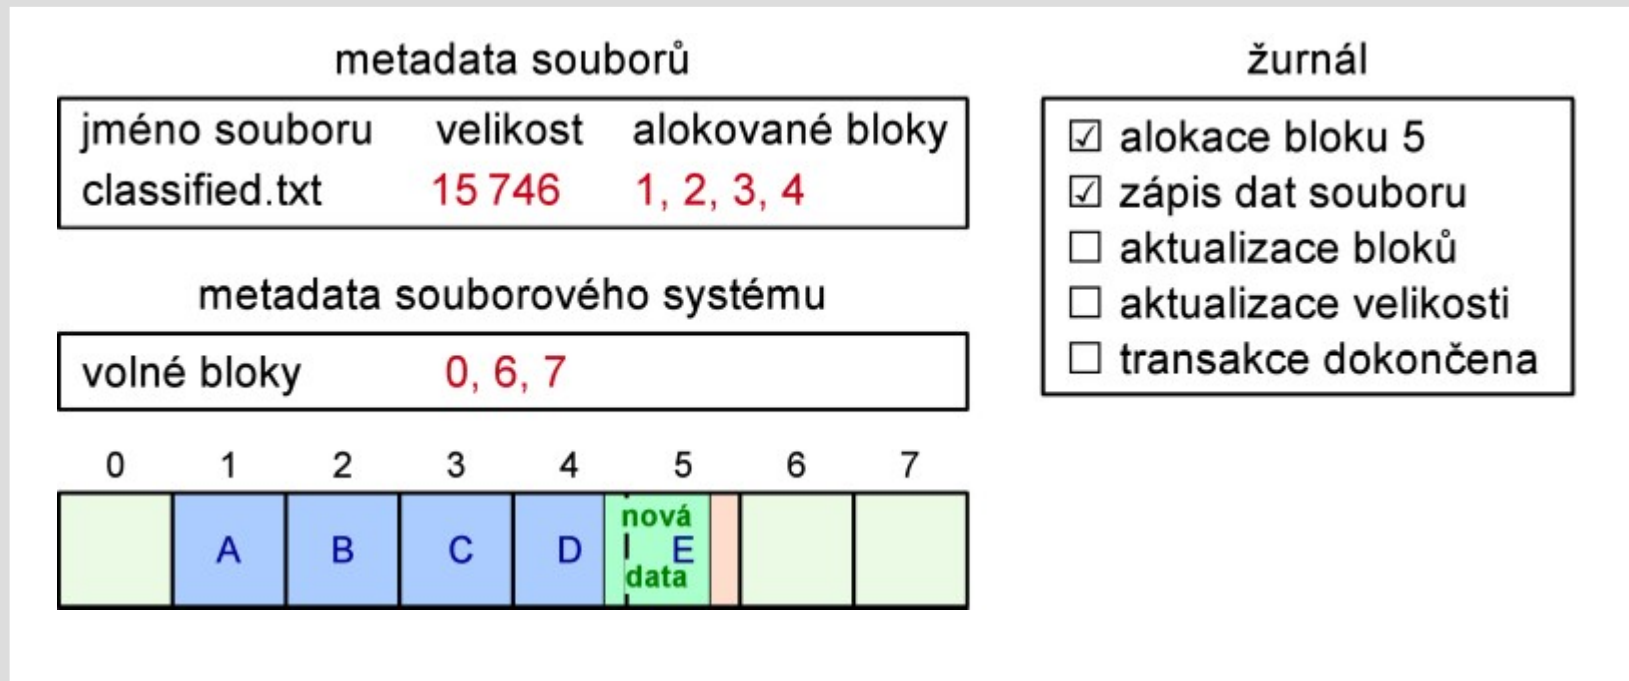 metadata souborů
jméno souboru velikost alokované bloky
classified.txt 15 746 1, 2, 3, 4
metadata souborového systému
volné bloky 0, 6, 7
0 1 2 3 4 5 6 7
nová
A B C D E
data
žurnál
☑ alokace bloku 5
☑ zápis dat souboru
☐ aktualizace bloků
☐ aktualizace velikosti
☐ transakce dokončena